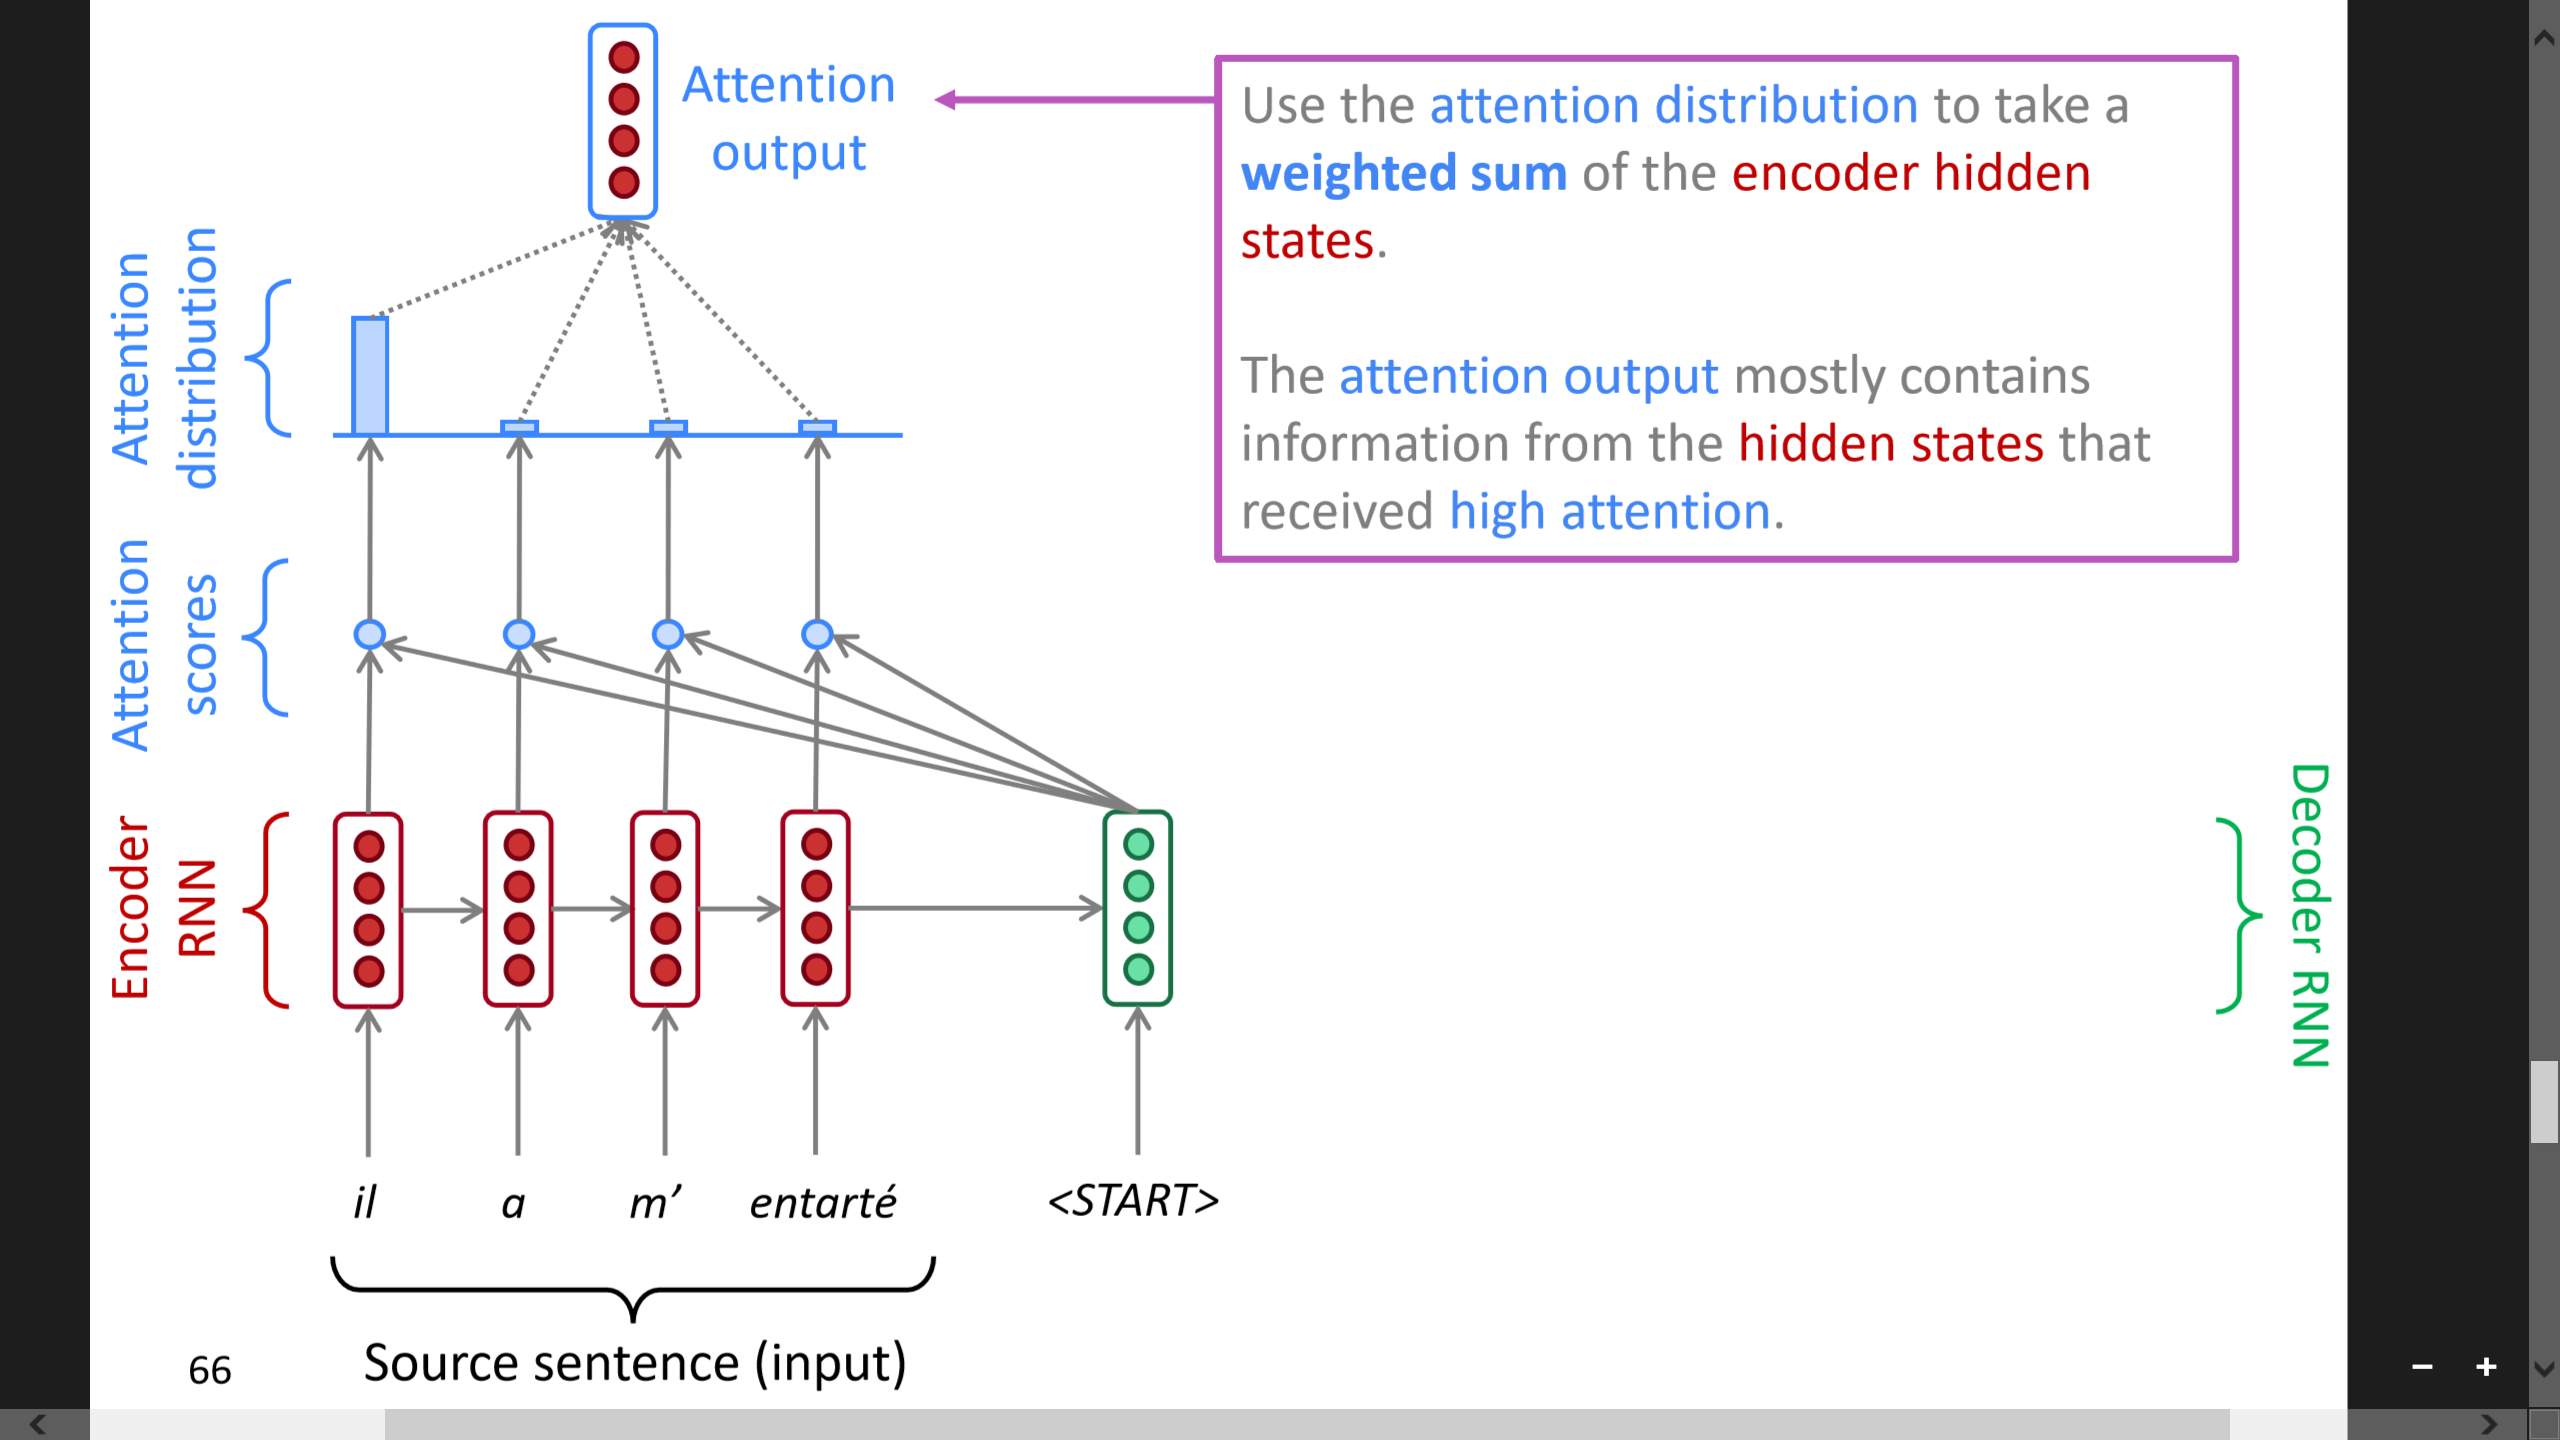 Attention
output
Use the attention distribution to take a
weighted sum of the encoder hidden
states.
The attention output mostly contains
information from the hidden states that
received high attention.
Attention
distribution
Attention
scores
Encoder
RNN
Decoder RNN
il a m’ entarté <START>
Source sentence (input)
66